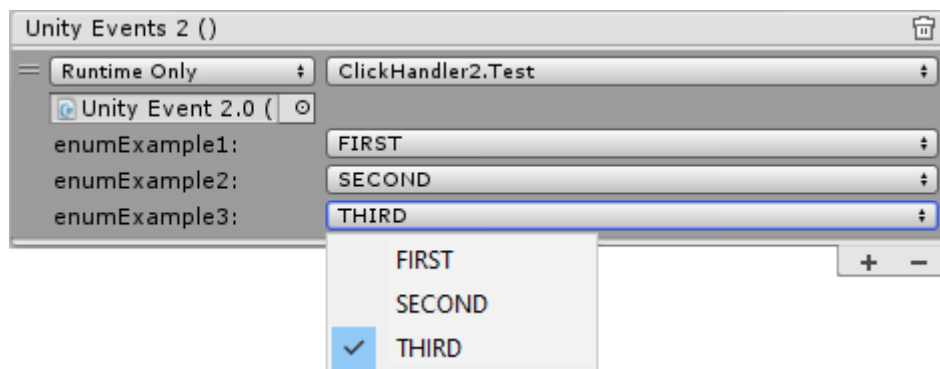 Unity Events 2 ()
Runtime Only ClickHandler2.Test
Unity Event 2.0 (
enumExample1: FIRST
enumExample2: SECOND
enumExample3: THIRD
FIRST
SECOND
THIRD
+ −